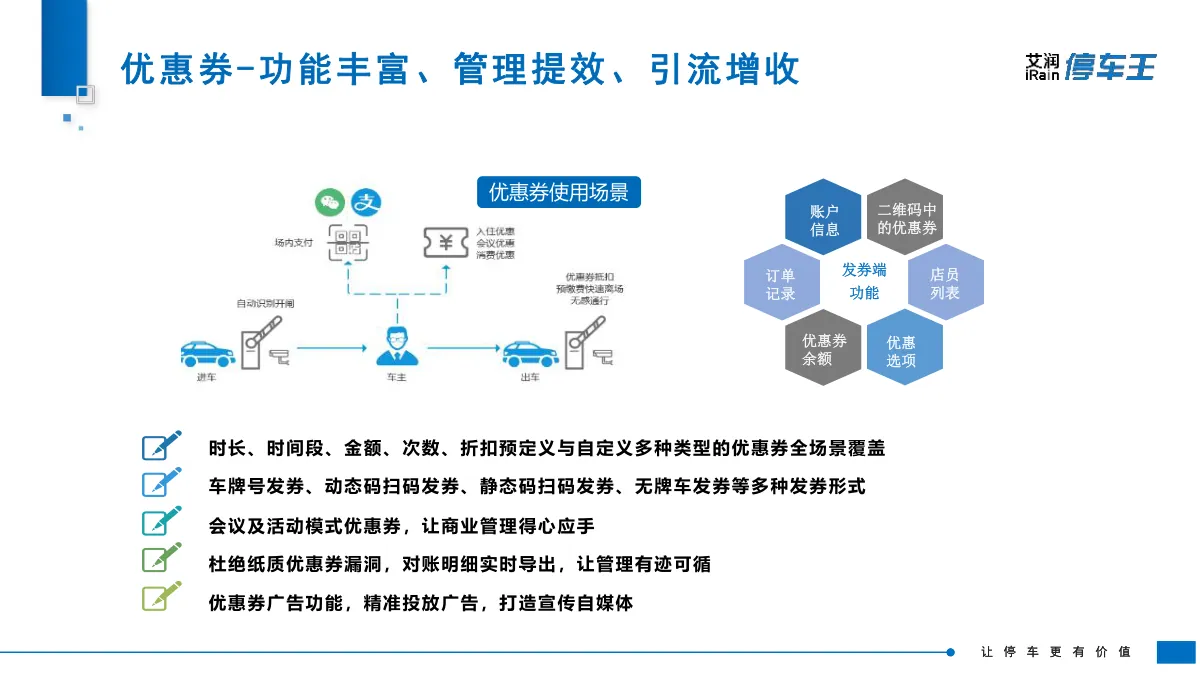 优惠券-功能丰富、管理提效、引流增收
艾润
iRain
停车王
优惠券使用场景
场内支付
入住优惠
会议优惠
消费优惠
优惠券抵扣
预缴费快速离场
无感通行
自动识别开闸
进车
车主
出车
账户
信息
二维码中
的优惠券
订单
记录
发券端
功能
店员
列表
优惠券
余额
优惠
选项
时长、时间段、金额、次数、折扣预定义与自定义多种类型的优惠券全场景覆盖
车牌号发券、动态码扫码发券、静态码扫码发券、无牌车发券等多种发券形式
会议及活动模式优惠券，让商业管理得心应手
杜绝纸质优惠券漏洞，对账明细实时导出，让管理有迹可循
优惠券广告功能，精准投放广告，打造宣传自媒体
让停车更有价值